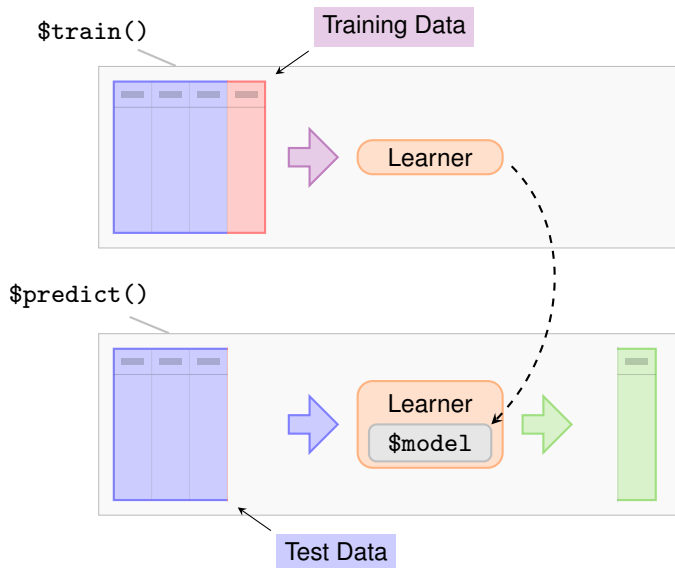 Training Data
$train()
Learner
$predict()
Learner
$model
Test Data